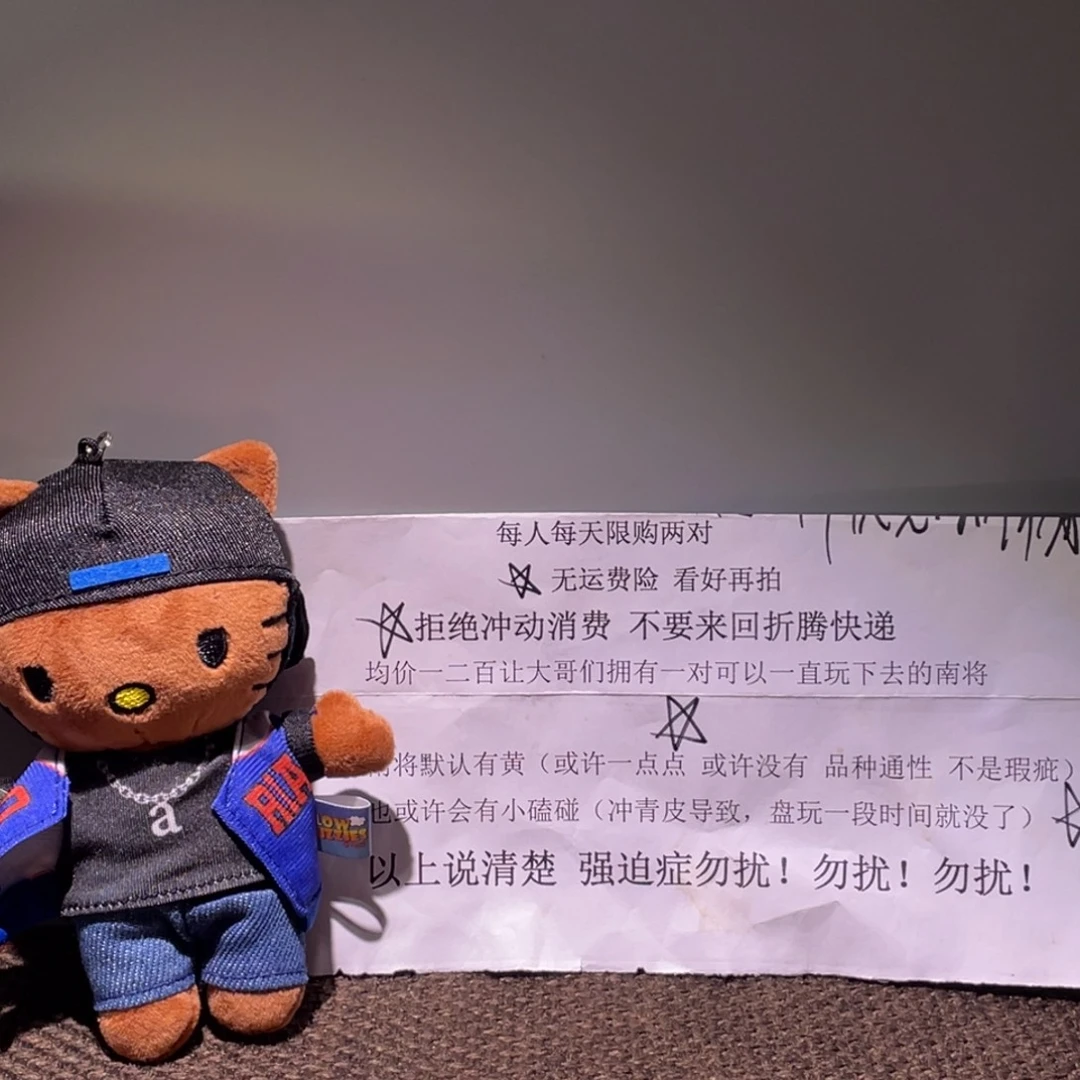 每人每天限购两对
无运费险 看好再拍
拒绝冲动消费 不要来回折腾快递
均价一二百让大哥们拥有一对可以一直玩下去的南将
南将默认有黄（或许一点点 或许没有 品种通性 不是瑕疵）
也或许会有小磕碰（冲青皮导致，盘玩一段时间就没了）
以上说清楚 强迫症勿扰！勿扰！勿扰！
a